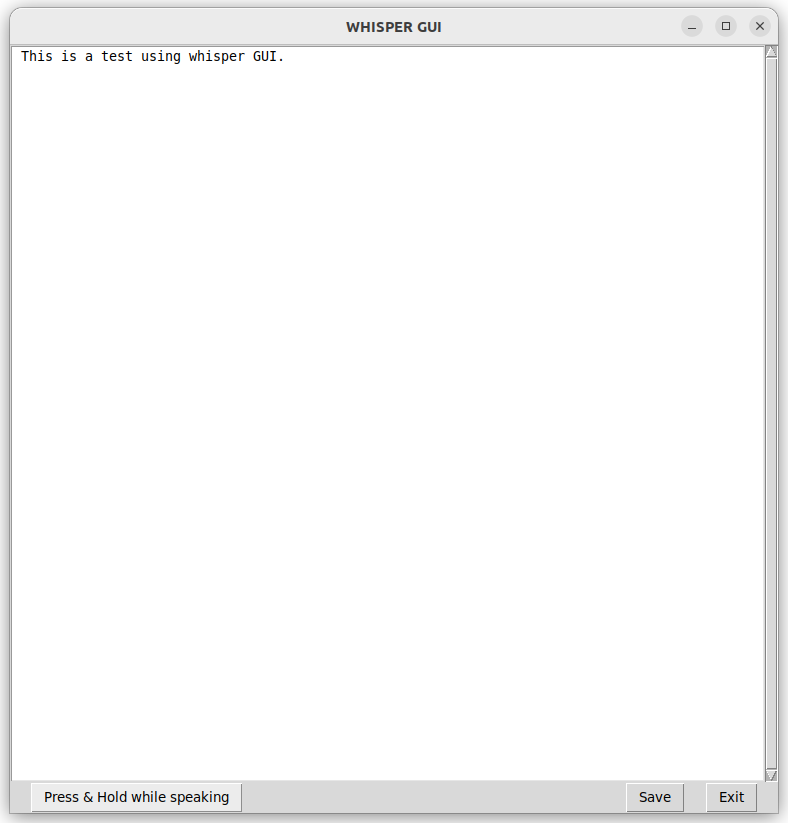 WHISPER GUI
This is a test using whisper GUI.
Press & Hold while speaking
Save
Exit